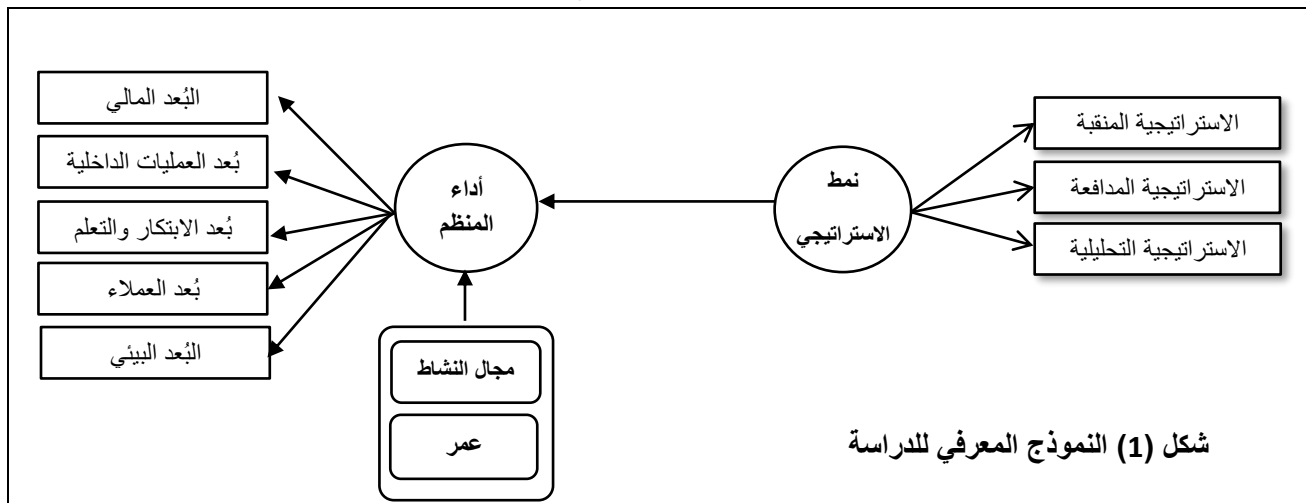 الاستراتيجية المنقبة
الاستراتيجية المدافعة
الاستراتيجية التحليلية
نمط
الاستراتيجي
أداء
المنظم
البُعد المالي
بُعد العمليات الداخلية
بُعد الابتكار والتعلم
بُعد العملاء
البُعد البيئي
مجال النشاط
عمر
شكل (1) النموذج المعرفي للدراسة